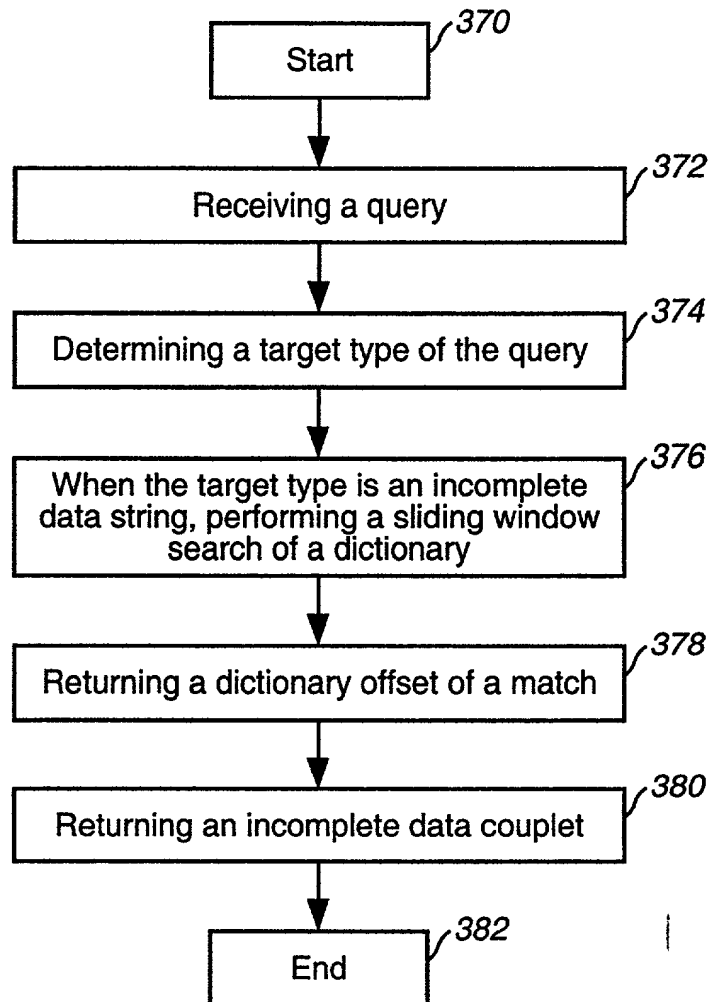 370
Start
372
Receiving a query
374
Determining a target type of the query
376
When the target type is an incomplete
data string, performing a sliding window
search of a dictionary
378
Returning a dictionary offset of a match
380
Returning an incomplete data couplet
382
End